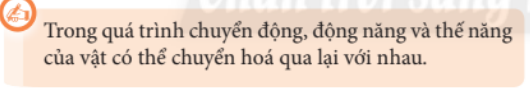 Trong quá trình chuyển động, động năng và thế năng
của vật có thể chuyển hoá qua lại với nhau.